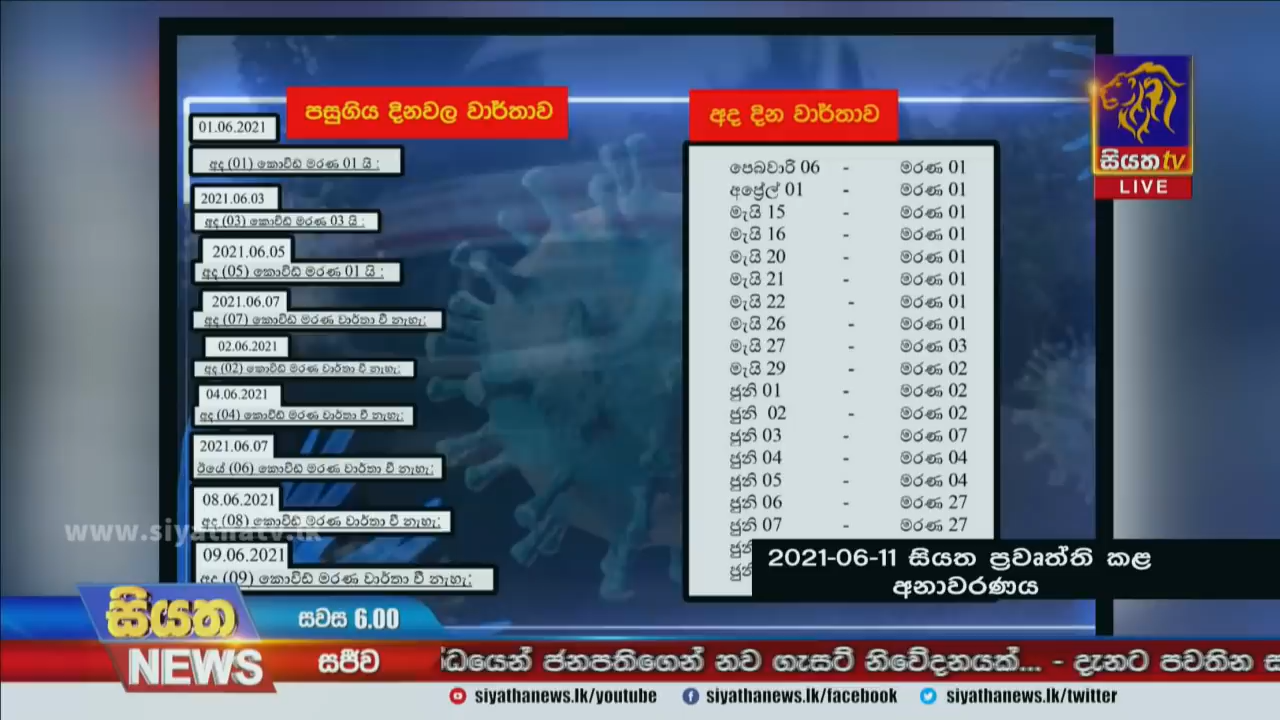 පසුගිය දිනවල වාර්තාව
01.06.2021
අද (01) කොවිඩ් මරණ 01 යි :
2021.06.03
අද (03) කොවිඩ් මරණ 03 යි :
2021.06.05
අද (05) කොවිඩ් මරණ 01 යි :
2021.06.07
අද (07) කොවිඩ් මරණ වාර්තා වී නැහැ:
02.06.2021
අද (02) කොවිඩ් මරණ වාර්තා වී නැහැ:
04.06.2021
අද (04) කොවිඩ් මරණ වාර්තා වී නැහැ:
2021.06.07
ඊයේ (06) කොවිඩ් මරණ වාර්තා වී නැහැ:
08.06.2021
අද (08) කොවිඩ් මරණ වාර්තා වී නැහැ:
09.06.2021
අද (09) කොවිඩ් මරණ වාර්තා වී නැහැ:
අද දින වාර්තාව
පෙබවාරි 06 - මරණ 01
අප්‍රේල් 01 - මරණ 01
මැයි 15 - මරණ 01
මැයි 16 - මරණ 01
මැයි 20 - මරණ 01
මැයි 21 - මරණ 01
මැයි 22 - මරණ 01
මැයි 26 - මරණ 01
මැයි 27 - මරණ 03
මැයි 29 - මරණ 02
ජුනි 01 - මරණ 02
ජුනි 02 - මරණ 02
ජුනි 03 - මරණ 07
ජුනි 04 - මරණ 04
ජුනි 05 - මරණ 04
ජුනි 06 - මරණ 27
ජුනි 07 - මරණ 27
සියත tv
LIVE
www.siyathatv.lk
2021-06-11 සියත ප්‍රවෘත්ති කළ
අනාවරණය
සියත
NEWS
සවස 6.00
සජීව
ජනපතිගෙන් නව ගැසට් නිවේදනයක්... - දැනට පවතින
siyathanews.lk/youtube siyathanews.lk/facebook siyathanews.lk/twitter